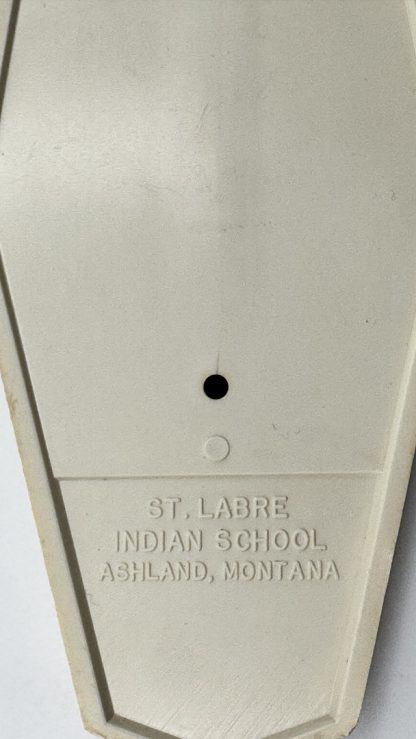 ST. LABRE
INDIAN SCHOOL
ASHLAND, MONTANA